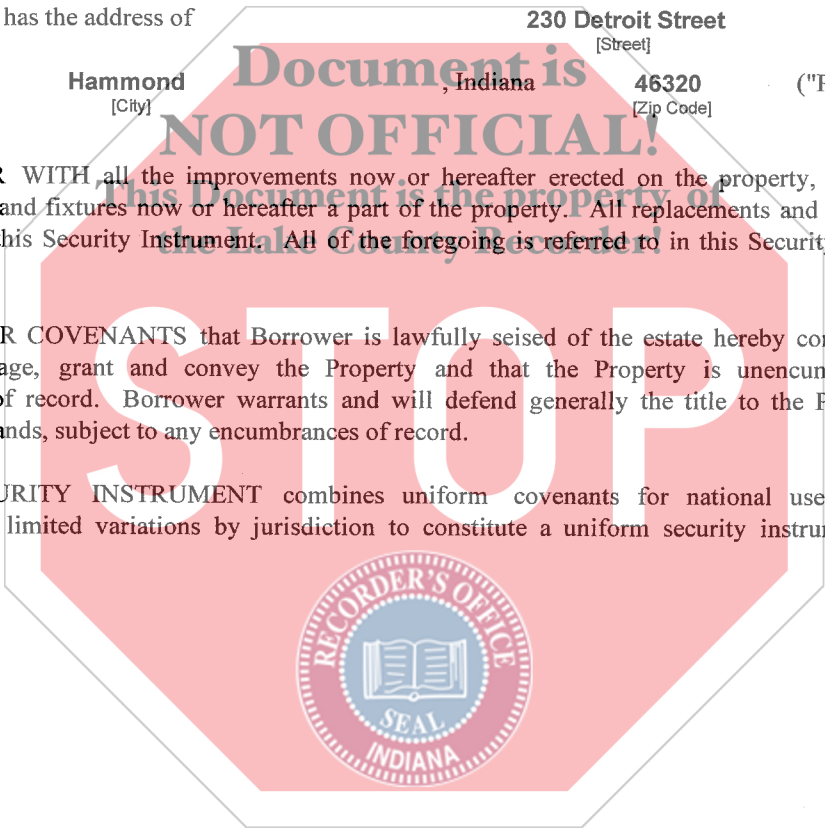 has the address of 230 Detroit Street
[Street]
Hammond , Indiana 46320 ("P
[City] [Zip Code]
Document is
NOT OFFICIAL!
R WITH all the improvements now or hereafter erected on the property,
This Document is the property of
and fixtures now or hereafter a part of the property. All replacements and
the Lake County Recorder!
his Security Instrument. All of the foregoing is referred to in this Security
R COVENANTS that Borrower is lawfully seised of the estate hereby con
age, grant and convey the Property and that the Property is unencum
of record. Borrower warrants and will defend generally the title to the P
ands, subject to any encumbrances of record.
STOP
URITY INSTRUMENT combines uniform covenants for national use
limited variations by jurisdiction to constitute a uniform security instrum
RECORDER'S OFFICE
SEAL
INDIANA